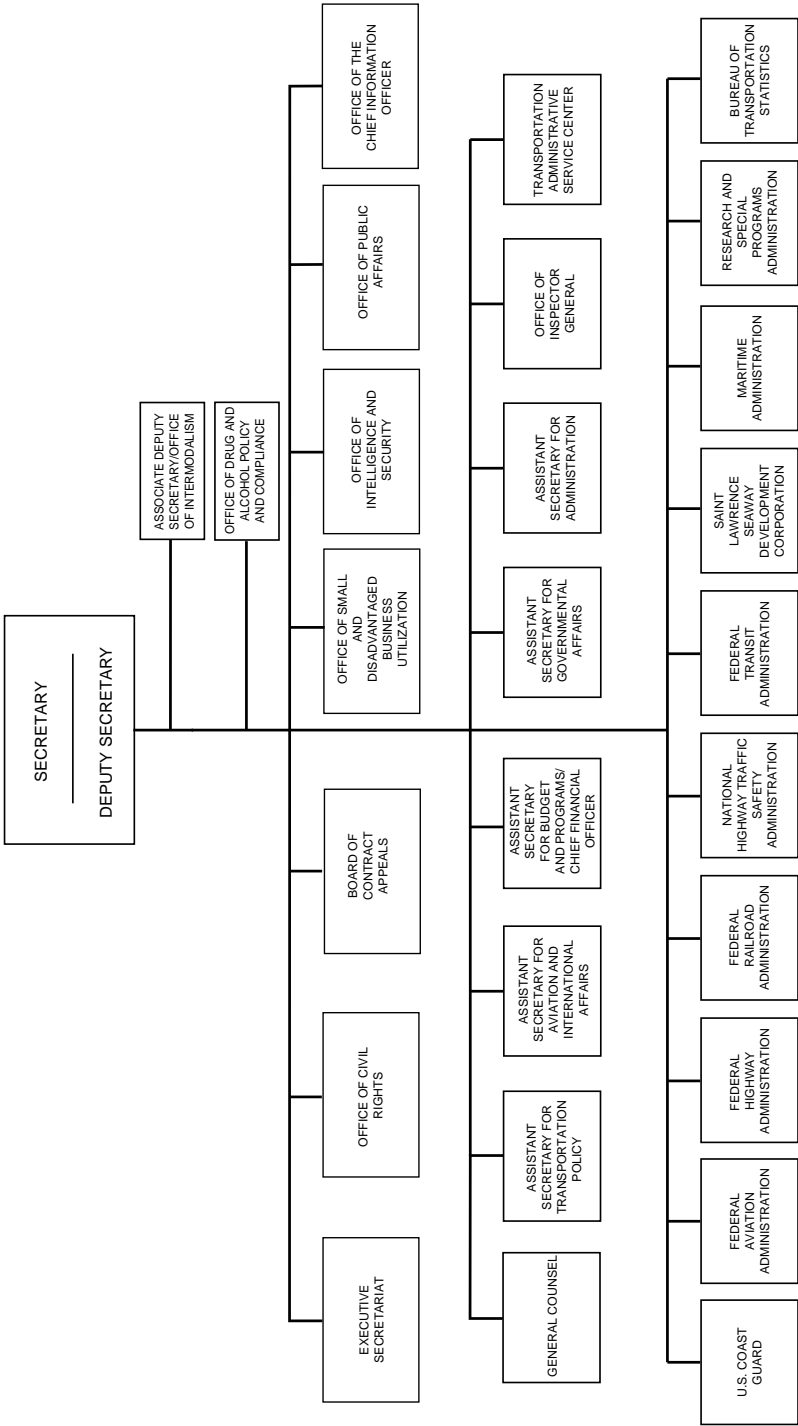 SECRETARY
DEPUTY SECRETARY
ASSOCIATE DEPUTY
SECRETARY/OFFICE
OF INTERMODALISM
OFFICE OF DRUG AND
ALCOHOL POLICY
AND COMPLIANCE
EXECUTIVE
SECRETARIAT
OFFICE OF CIVIL
RIGHTS
BOARD OF
CONTRACT
APPEALS
OFFICE OF SMALL
AND
DISADVANTAGED
BUSINESS
UTILIZATION
OFFICE OF
INTELLIGENCE AND
SECURITY
OFFICE OF PUBLIC
AFFAIRS
OFFICE OF THE
CHIEF INFORMATION
OFFICER
GENERAL COUNSEL
ASSISTANT
SECRETARY FOR
TRANSPORTATION
POLICY
ASSISTANT
SECRETARY FOR
AVIATION AND
INTERNATIONAL
AFFAIRS
ASSISTANT
SECRETARY
FOR BUDGET
AND PROGRAMS/
CHIEF FINANCIAL
OFFICER
ASSISTANT
SECRETARY FOR
GOVERNMENTAL
AFFAIRS
ASSISTANT
SECRETARY FOR
ADMINISTRATION
OFFICE OF
INSPECTOR
GENERAL
TRANSPORTATION
ADMINISTRATIVE
SERVICE CENTER
U.S. COAST
GUARD
FEDERAL
AVIATION
ADMINISTRATION
FEDERAL
HIGHWAY
ADMINISTRATION
FEDERAL
RAILROAD
ADMINISTRATION
NATIONAL
HIGHWAY TRAFFIC
SAFETY
ADMINISTRATION
FEDERAL
TRANSIT
ADMINISTRATION
SAINT
LAWRENCE
SEAWAY
DEVELOPMENT
CORPORATION
MARITIME
ADMINISTRATION
RESEARCH AND
SPECIAL
PROGRAMS
ADMINISTRATION
BUREAU OF
TRANSPORTATION
STATISTICS